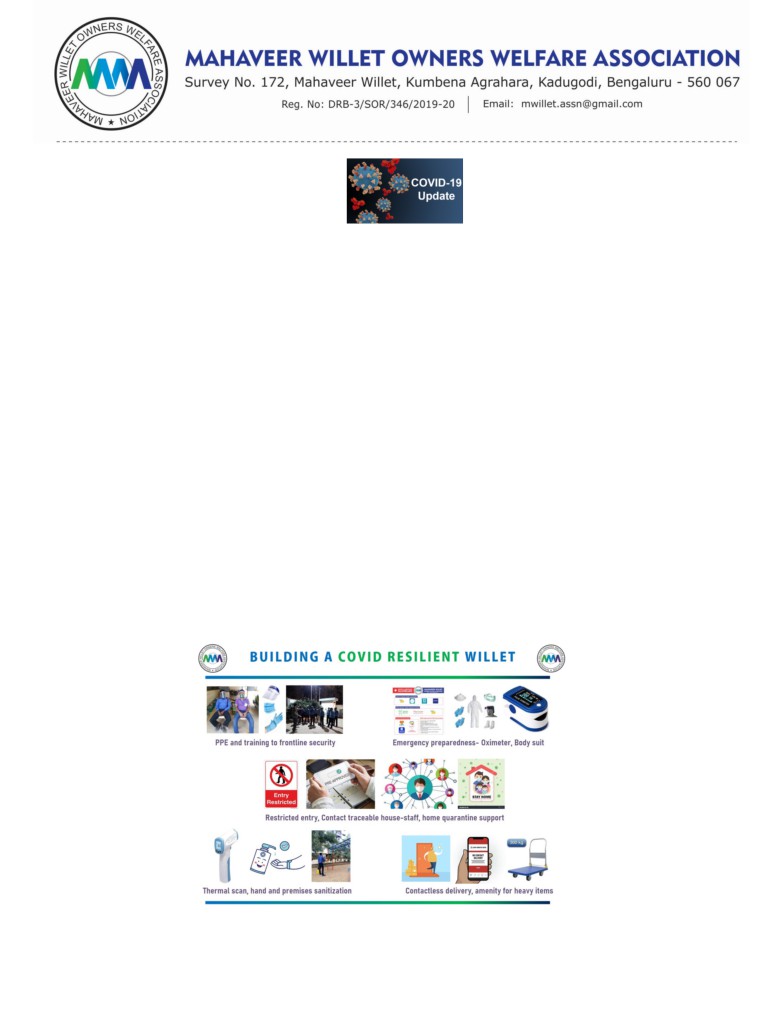 MAHAVEER WILLET OWNERS WELFARE ASSOCIATION
MAHAVEER WILLET OWNERS WELFARE ASSOCIATION
Survey No. 172, Mahaveer Willet, Kumbena Agrahara, Kadugodi, Bengaluru - 560 067
Reg. No: DRB-3/SOR/346/2019-20 | Email: mwillet.assn@gmail.com
COVID-19
Update
BUILDING A COVID RESILIENT WILLET
PPE and training to frontline security
Emergency preparedness- Oximeter, Body suit
Entry
Restricted
STAY HOME
Restricted entry, Contact traceable house-staff, home quarantine support
Thermal scan, hand and premises sanitization
Contactless delivery, amenity for heavy items